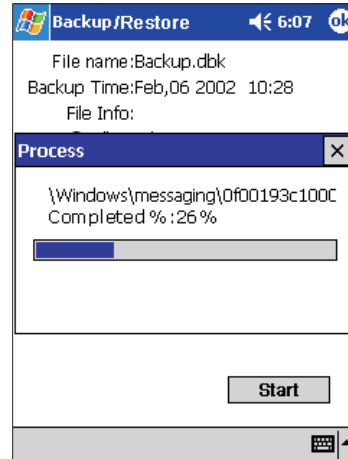 Backup/Restore 6:07 ok
File name:Backup.dbk
Backup Time:Feb,06 2002 10:28
File Info:
Process
\Windows\messaging\0f00193c100C
Completed %:26%
Start